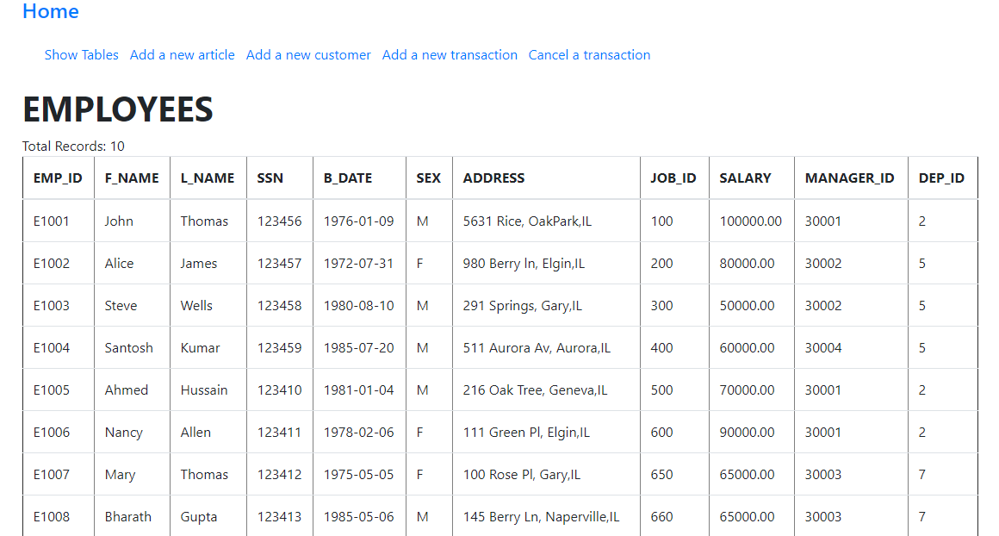 Home
Show Tables Add a new article Add a new customer Add a new transaction Cancel a transaction
EMPLOYEES
Total Records: 10
EMP_ID F_NAME L_NAME SSN B_DATE SEX ADDRESS JOB_ID SALARY MANAGER_ID DEP_ID
E1001 John Thomas 123456 1976-01-09 M 5631 Rice, OakPark,IL 100 100000.00 30001 2
E1002 Alice James 123457 1972-07-31 F 980 Berry ln, Elgin,IL 200 80000.00 30002 5
E1003 Steve Wells 123458 1980-08-10 M 291 Springs, Gary,IL 300 50000.00 30002 5
E1004 Santosh Kumar 123459 1985-07-20 M 511 Aurora Av, Aurora,IL 400 60000.00 30004 5
E1005 Ahmed Hussain 123410 1981-01-04 M 216 Oak Tree, Geneva,IL 500 70000.00 30001 2
E1006 Nancy Allen 123411 1978-02-06 F 111 Green Pl, Elgin,IL 600 90000.00 30001 2
E1007 Mary Thomas 123412 1975-05-05 F 100 Rose Pl, Gary,IL 650 65000.00 30003 7
E1008 Bharath Gupta 123413 1985-05-06 M 145 Berry Ln, Naperville,IL 660 65000.00 30003 7